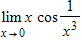 lim x cos 1/x³
x→0